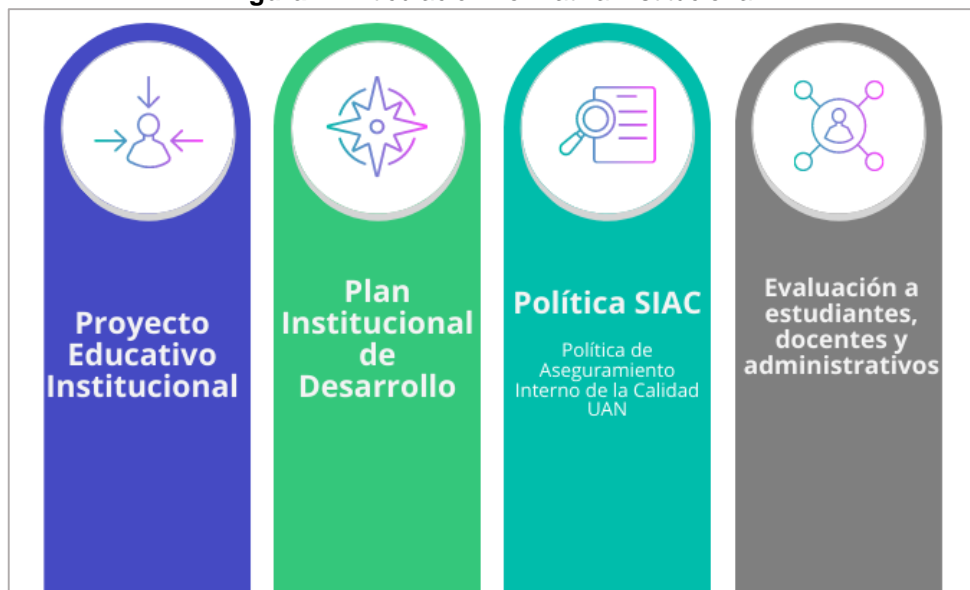 Proyecto
Educativo
Institucional
Plan
Institucional
de
Desarrollo
Política SIAC
Política de
Aseguramiento
Interno de la Calidad
UAN
Evaluación a
estudiantes,
docentes y
administrativos